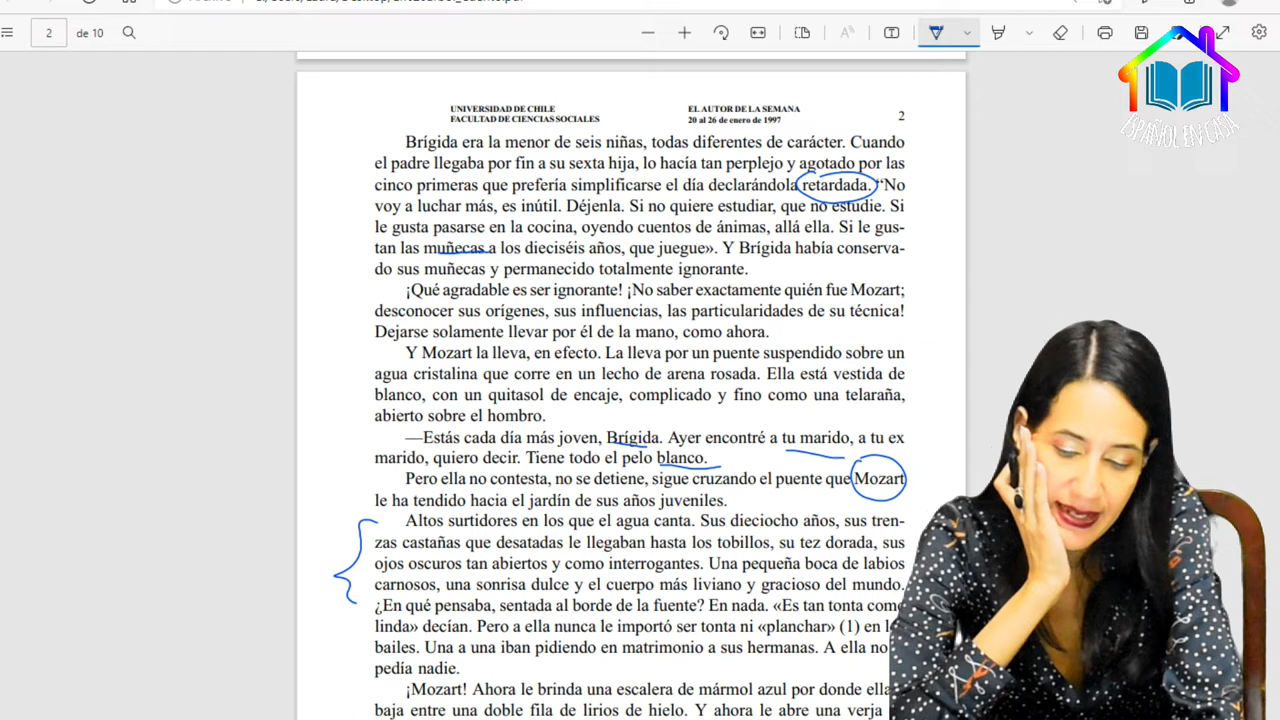 2
de 10
UNIVERSIDAD DE CHILE
FACULTAD DE CIENCIAS SOCIALES
EL AUTOR DE LA SEMANA
20 al 26 de enero de 1997
2
ESPAÑOL EN CASA
Brígida era la menor de seis niñas, todas diferentes de carácter. Cuando
el padre llegaba por fin a su sexta hija, lo hacía tan perplejo y agotado por las
cinco primeras que prefería simplificarse el día declarándola retardada. “No
voy a luchar más, es inútil. Déjenla. Si no quiere estudiar, que no estudie. Si
le gusta pasarse en la cocina, oyendo cuentos de ánimas, allá ella. Si le gus-
tan las muñecas a los dieciséis años, que juegue». Y Brígida había conserva-
do sus muñecas y permanecido totalmente ignorante.
¡Qué agradable es ser ignorante! ¡No saber exactamente quién fue Mozart;
desconocer sus orígenes, sus influencias, las particularidades de su técnica!
Dejarse solamente llevar por él de la mano, como ahora.
Y Mozart la lleva, en efecto. La lleva por un puente suspendido sobre un
agua cristalina que corre en un lecho de arena rosada. Ella está vestida de
blanco, con un quitasol de encaje, complicado y fino como una telaraña,
abierto sobre el hombro.
—Estás cada día más joven, Brígida. Ayer encontré a tu marido, a tu ex
marido, quiero decir. Tiene todo el pelo blanco.
Pero ella no contesta, no se detiene, sigue cruzando el puente que Mozart
le ha tendido hacia el jardín de sus años juveniles.
Altos surtidores en los que el agua canta. Sus dieciocho años, sus tren-
zas castañas que desatadas le llegaban hasta los tobillos, su tez dorada, sus
ojos oscuros tan abiertos y como interrogantes. Una pequeña boca de labios
carnosos, una sonrisa dulce y el cuerpo más liviano y gracioso del mundo.
¿En qué pensaba, sentada al borde de la fuente? En nada. «Es tan tonta como
linda» decían. Pero a ella nunca le importó ser tonta ni «planchar» (1) en
bailes. Una a una iban pidiendo en matrimonio a sus hermanas. A ella no
pedía nadie.
¡Mozart! Ahora le brinda una escalera de mármol azul por donde ella
baja entre una doble fila de lirios de hielo. Y ahora le abre una verja